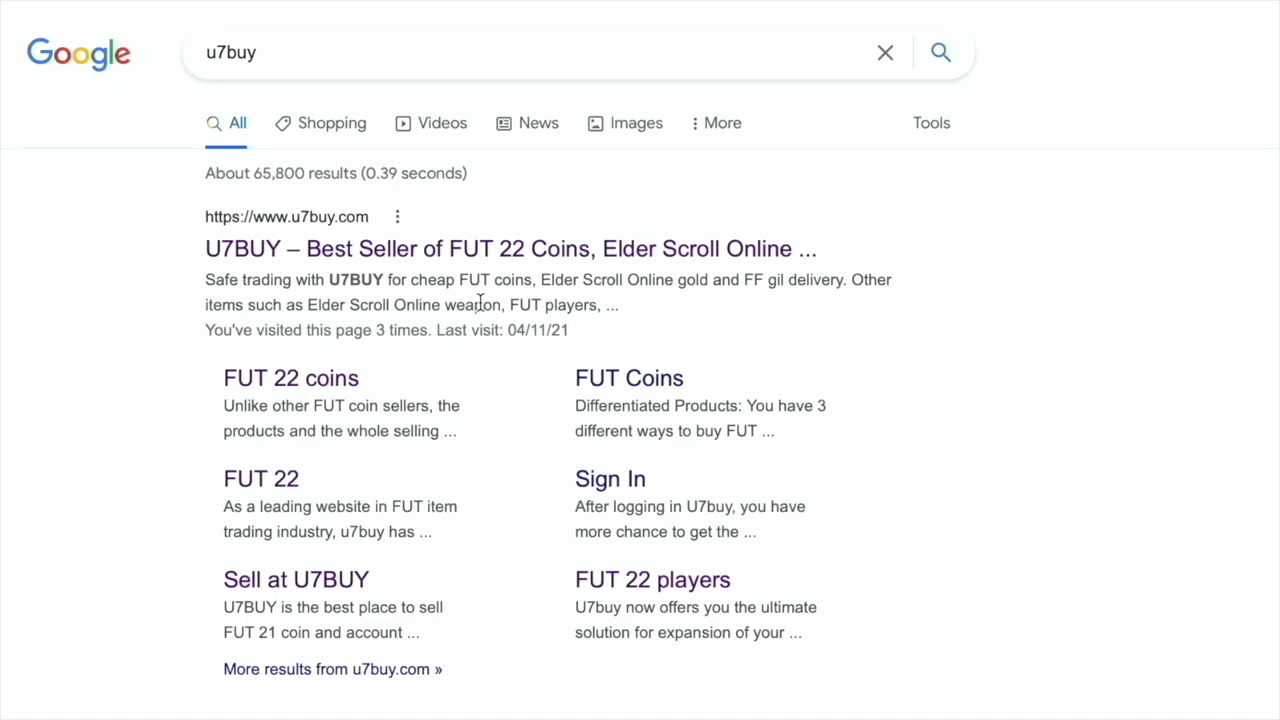 Google
u7buy
All Shopping Videos News Images More Tools
About 65,800 results (0.39 seconds)
https://www.u7buy.com
U7BUY – Best Seller of FUT 22 Coins, Elder Scroll Online ...
Safe trading with U7BUY for cheap FUT coins, Elder Scroll Online gold and FF gil delivery. Other
items such as Elder Scroll Online weapon, FUT players, ...
You've visited this page 3 times. Last visit: 04/11/21
FUT 22 coins
Unlike other FUT coin sellers, the
products and the whole selling ...
FUT Coins
Differentiated Products: You have 3
different ways to buy FUT ...
FUT 22
As a leading website in FUT item
trading industry, u7buy has ...
Sign In
After logging in U7buy, you have
more chance to get the ...
Sell at U7BUY
U7BUY is the best place to sell
FUT 21 coin and account ...
FUT 22 players
U7buy now offers you the ultimate
solution for expansion of your ...
More results from u7buy.com »